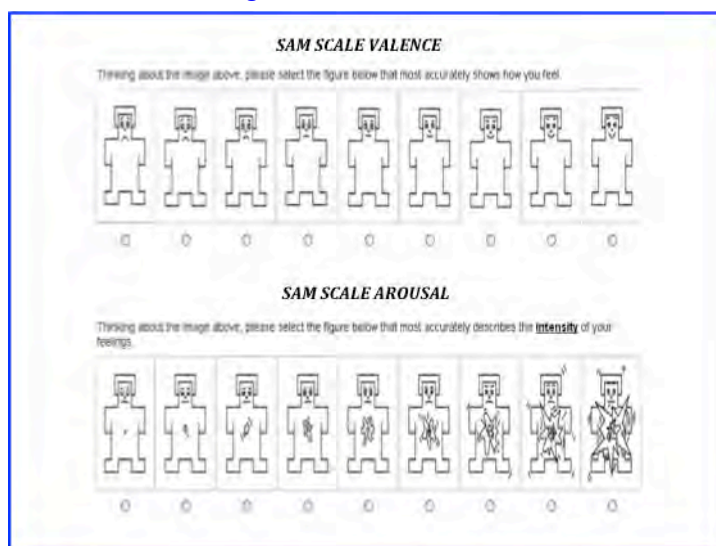 SAM SCALE VALENCE
Thinking about the image above, please select the figure below that most accurately shows how you feel.
SAM SCALE AROUSAL
Thinking about the image above, please select the figure below that most accurately describes the intensity of your
feelings.